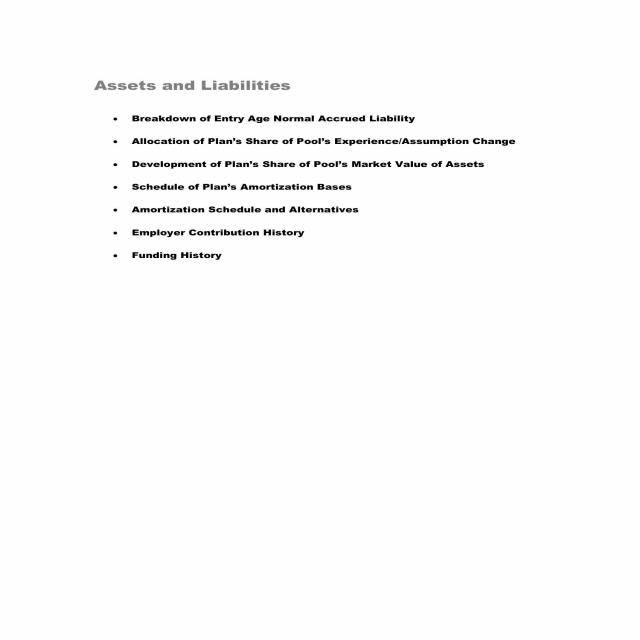 Assets and Liabilities
• Breakdown of Entry Age Normal Accrued Liability
• Allocation of Plan’s Share of Pool’s Experience/Assumption Change
• Development of Plan’s Share of Pool’s Market Value of Assets
• Schedule of Plan’s Amortization Bases
• Amortization Schedule and Alternatives
• Employer Contribution History
• Funding History